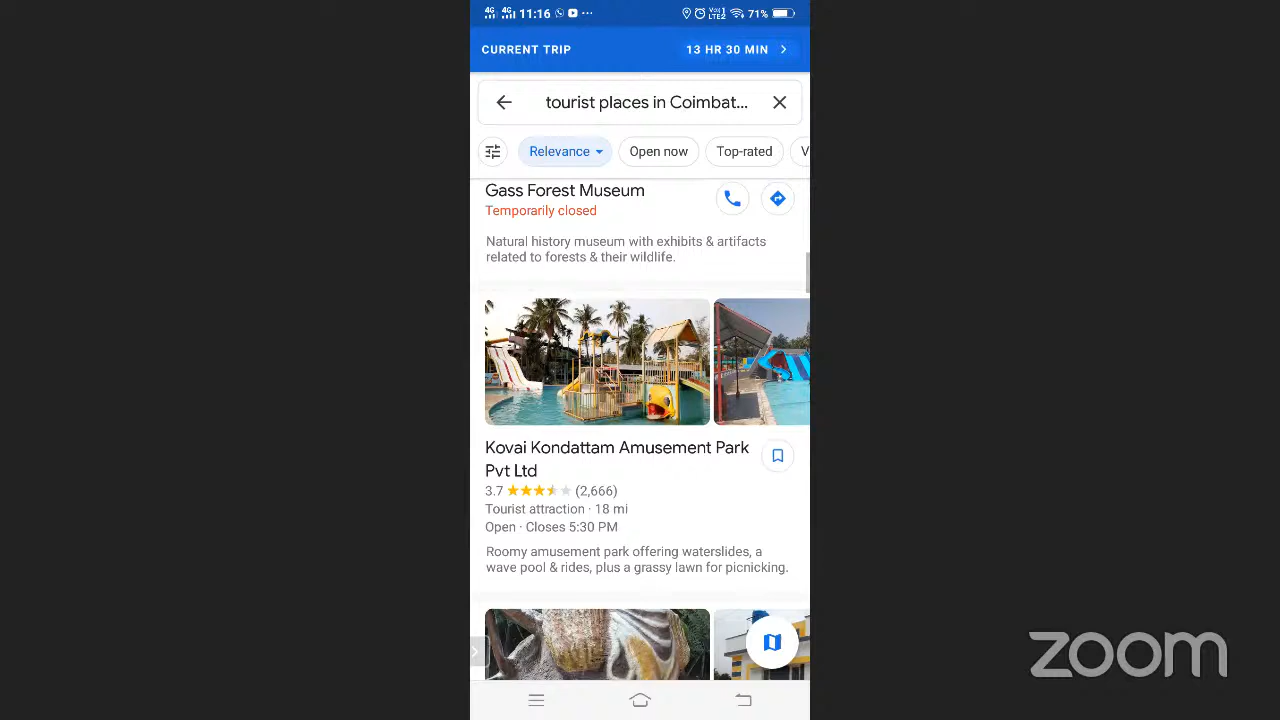 4G 4G 11:16 71%
CURRENT TRIP 13 HR 30 MIN
tourist places in Coimbat...
Relevance Open now Top-rated V
Gass Forest Museum
Temporarily closed
Natural history museum with exhibits & artifacts
related to forests & their wildlife.
Kovai Kondattam Amusement Park
Pvt Ltd
3.7 (2,666)
Tourist attraction · 18 mi
Open · Closes 5:30 PM
Roomy amusement park offering waterslides, a
wave pool & rides, plus a grassy lawn for picnicking.
zoom